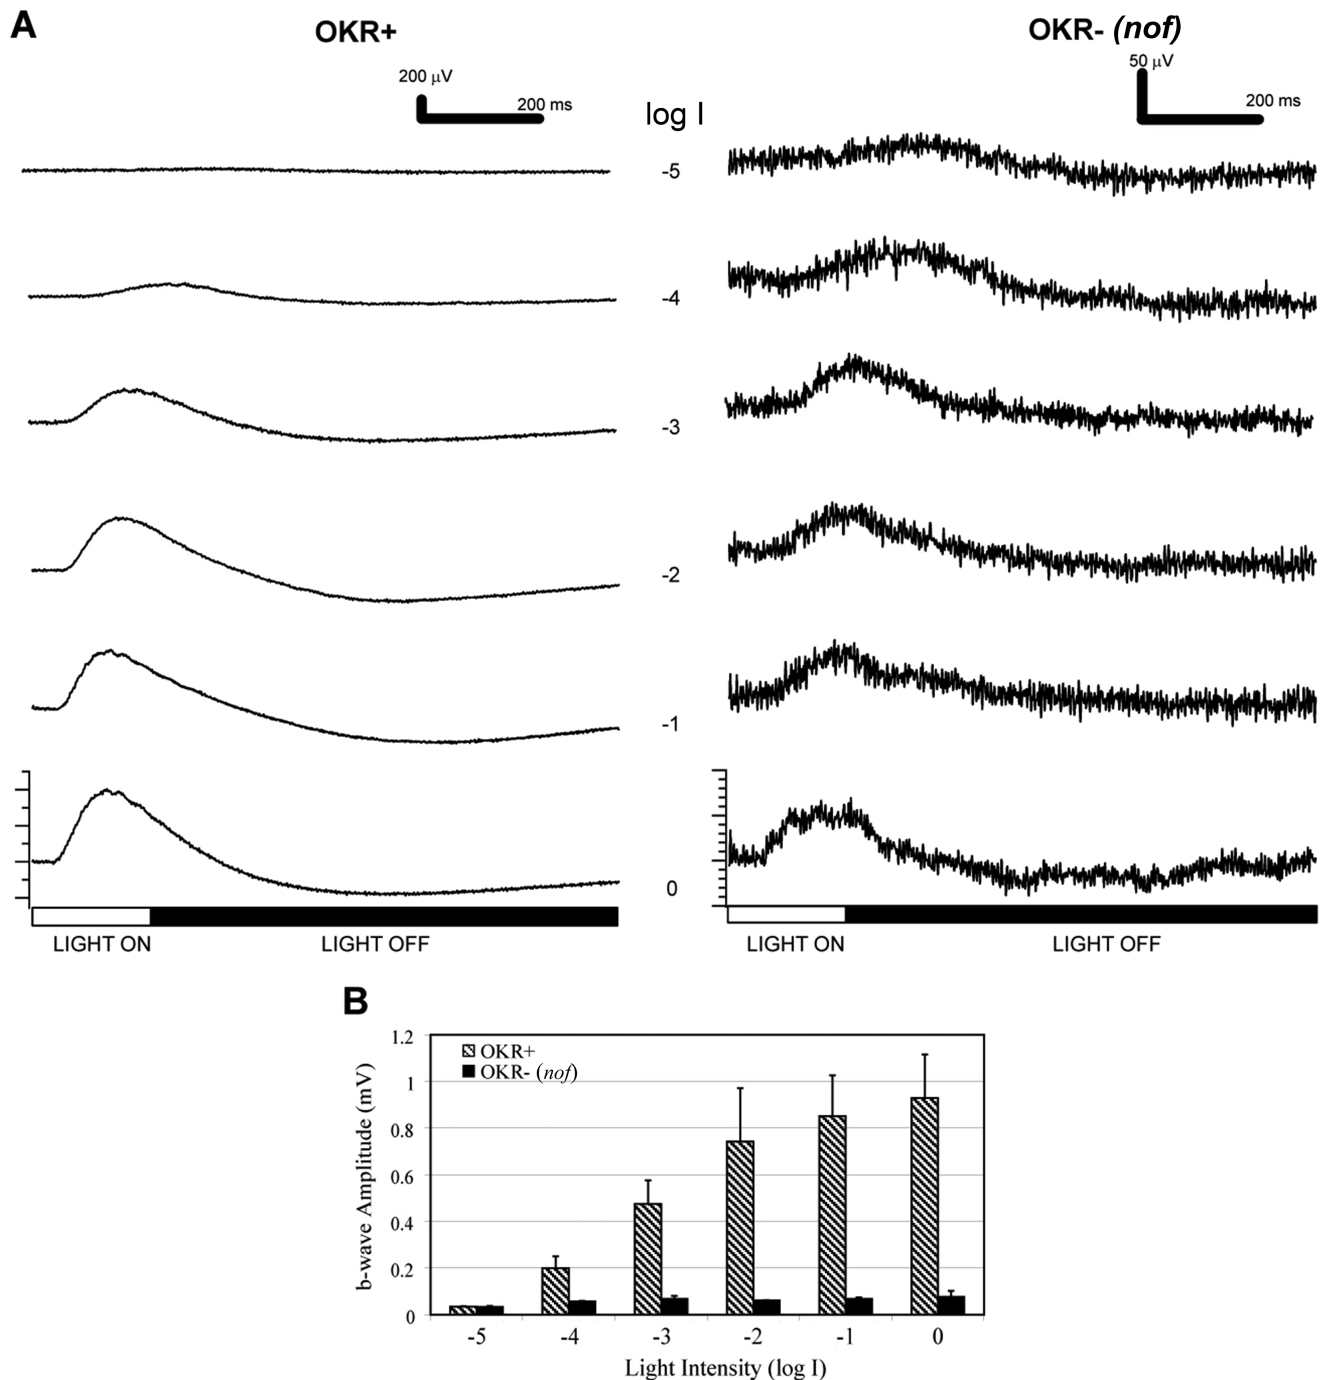 A
OKR+
OKR- (nof)
200 μV
200 ms
50 μV
200 ms
log I
-5
-4
-3
-2
-1
0
LIGHT ON
LIGHT OFF
LIGHT ON
LIGHT OFF
B
OKR+
OKR- (nof)
b-wave Amplitude (mV)
1.2
1
0.8
0.6
0.4
0.2
0
-5 -4 -3 -2 -1 0
Light Intensity (log I)